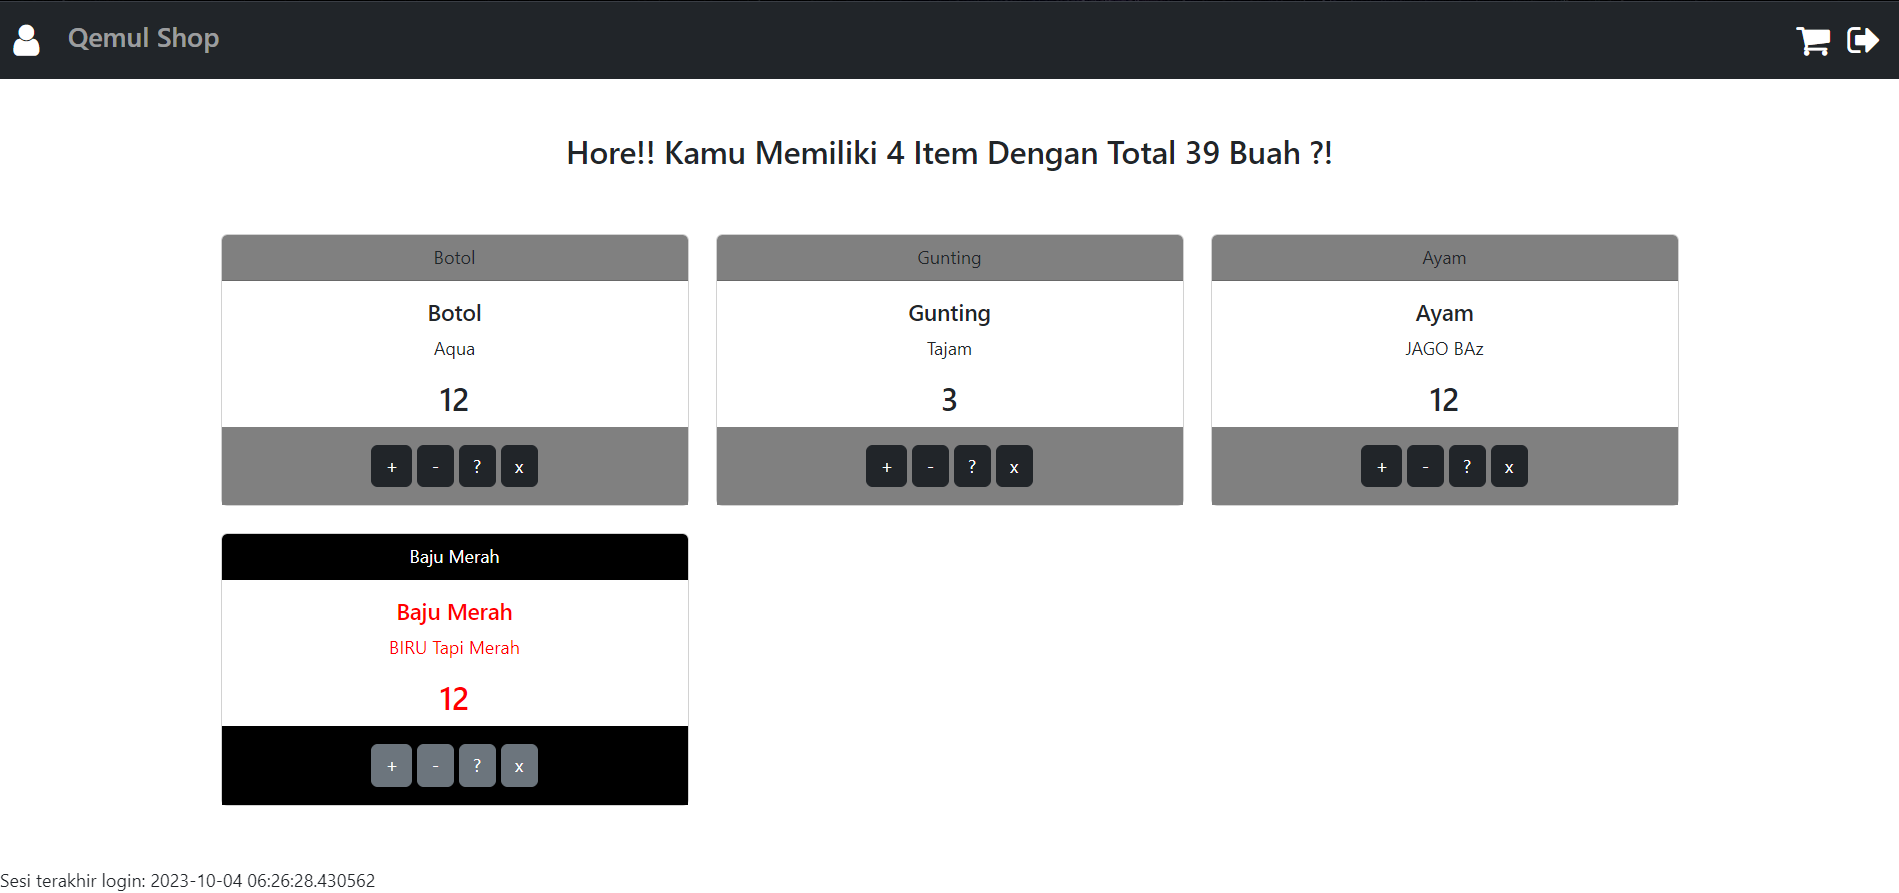 Qemul Shop
Hore!! Kamu Memiliki 4 Item Dengan Total 39 Buah ?!
Botol
Botol
Aqua
12
+ - ? x
Gunting
Gunting
Tajam
3
+ - ? x
Ayam
Ayam
JAGO BAz
12
+ - ? x
Baju Merah
Baju Merah
BIRU Tapi Merah
12
+ - ? x
Sesi terakhir login: 2023-10-04 06:26:28.430562